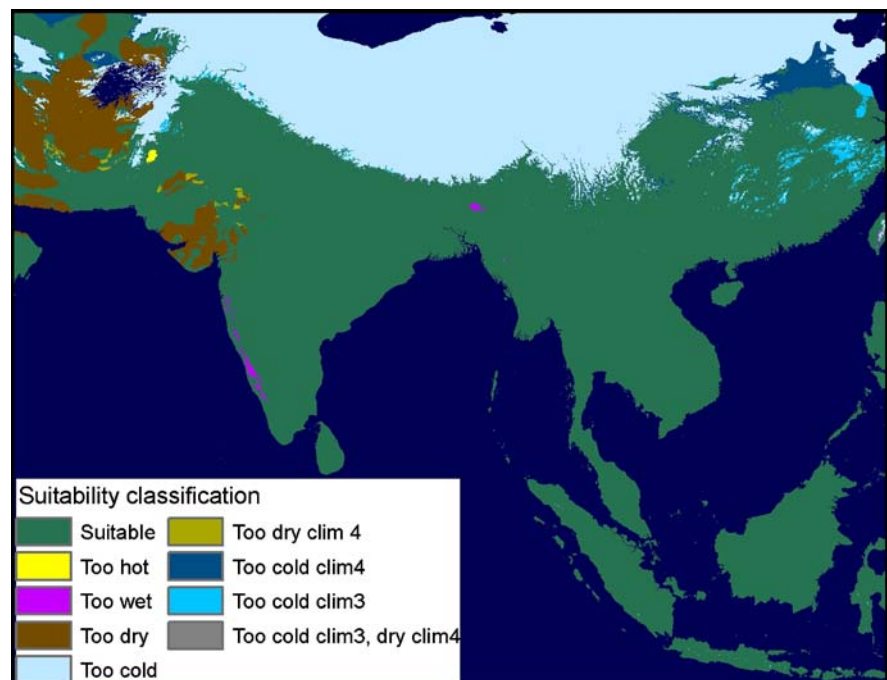 Suitability classification
Suitable
Too hot
Too wet
Too dry
Too cold
Too dry clim 4
Too cold clim4
Too cold clim3
Too cold clim3, dry clim4